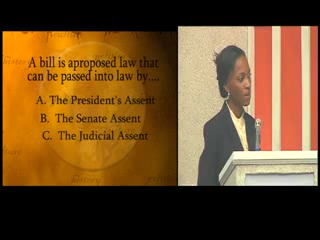 A bill is aproposed law that
can be passed into law by....
A. The President's Assent
B. The Senate Assent
C. The Judicial Assent